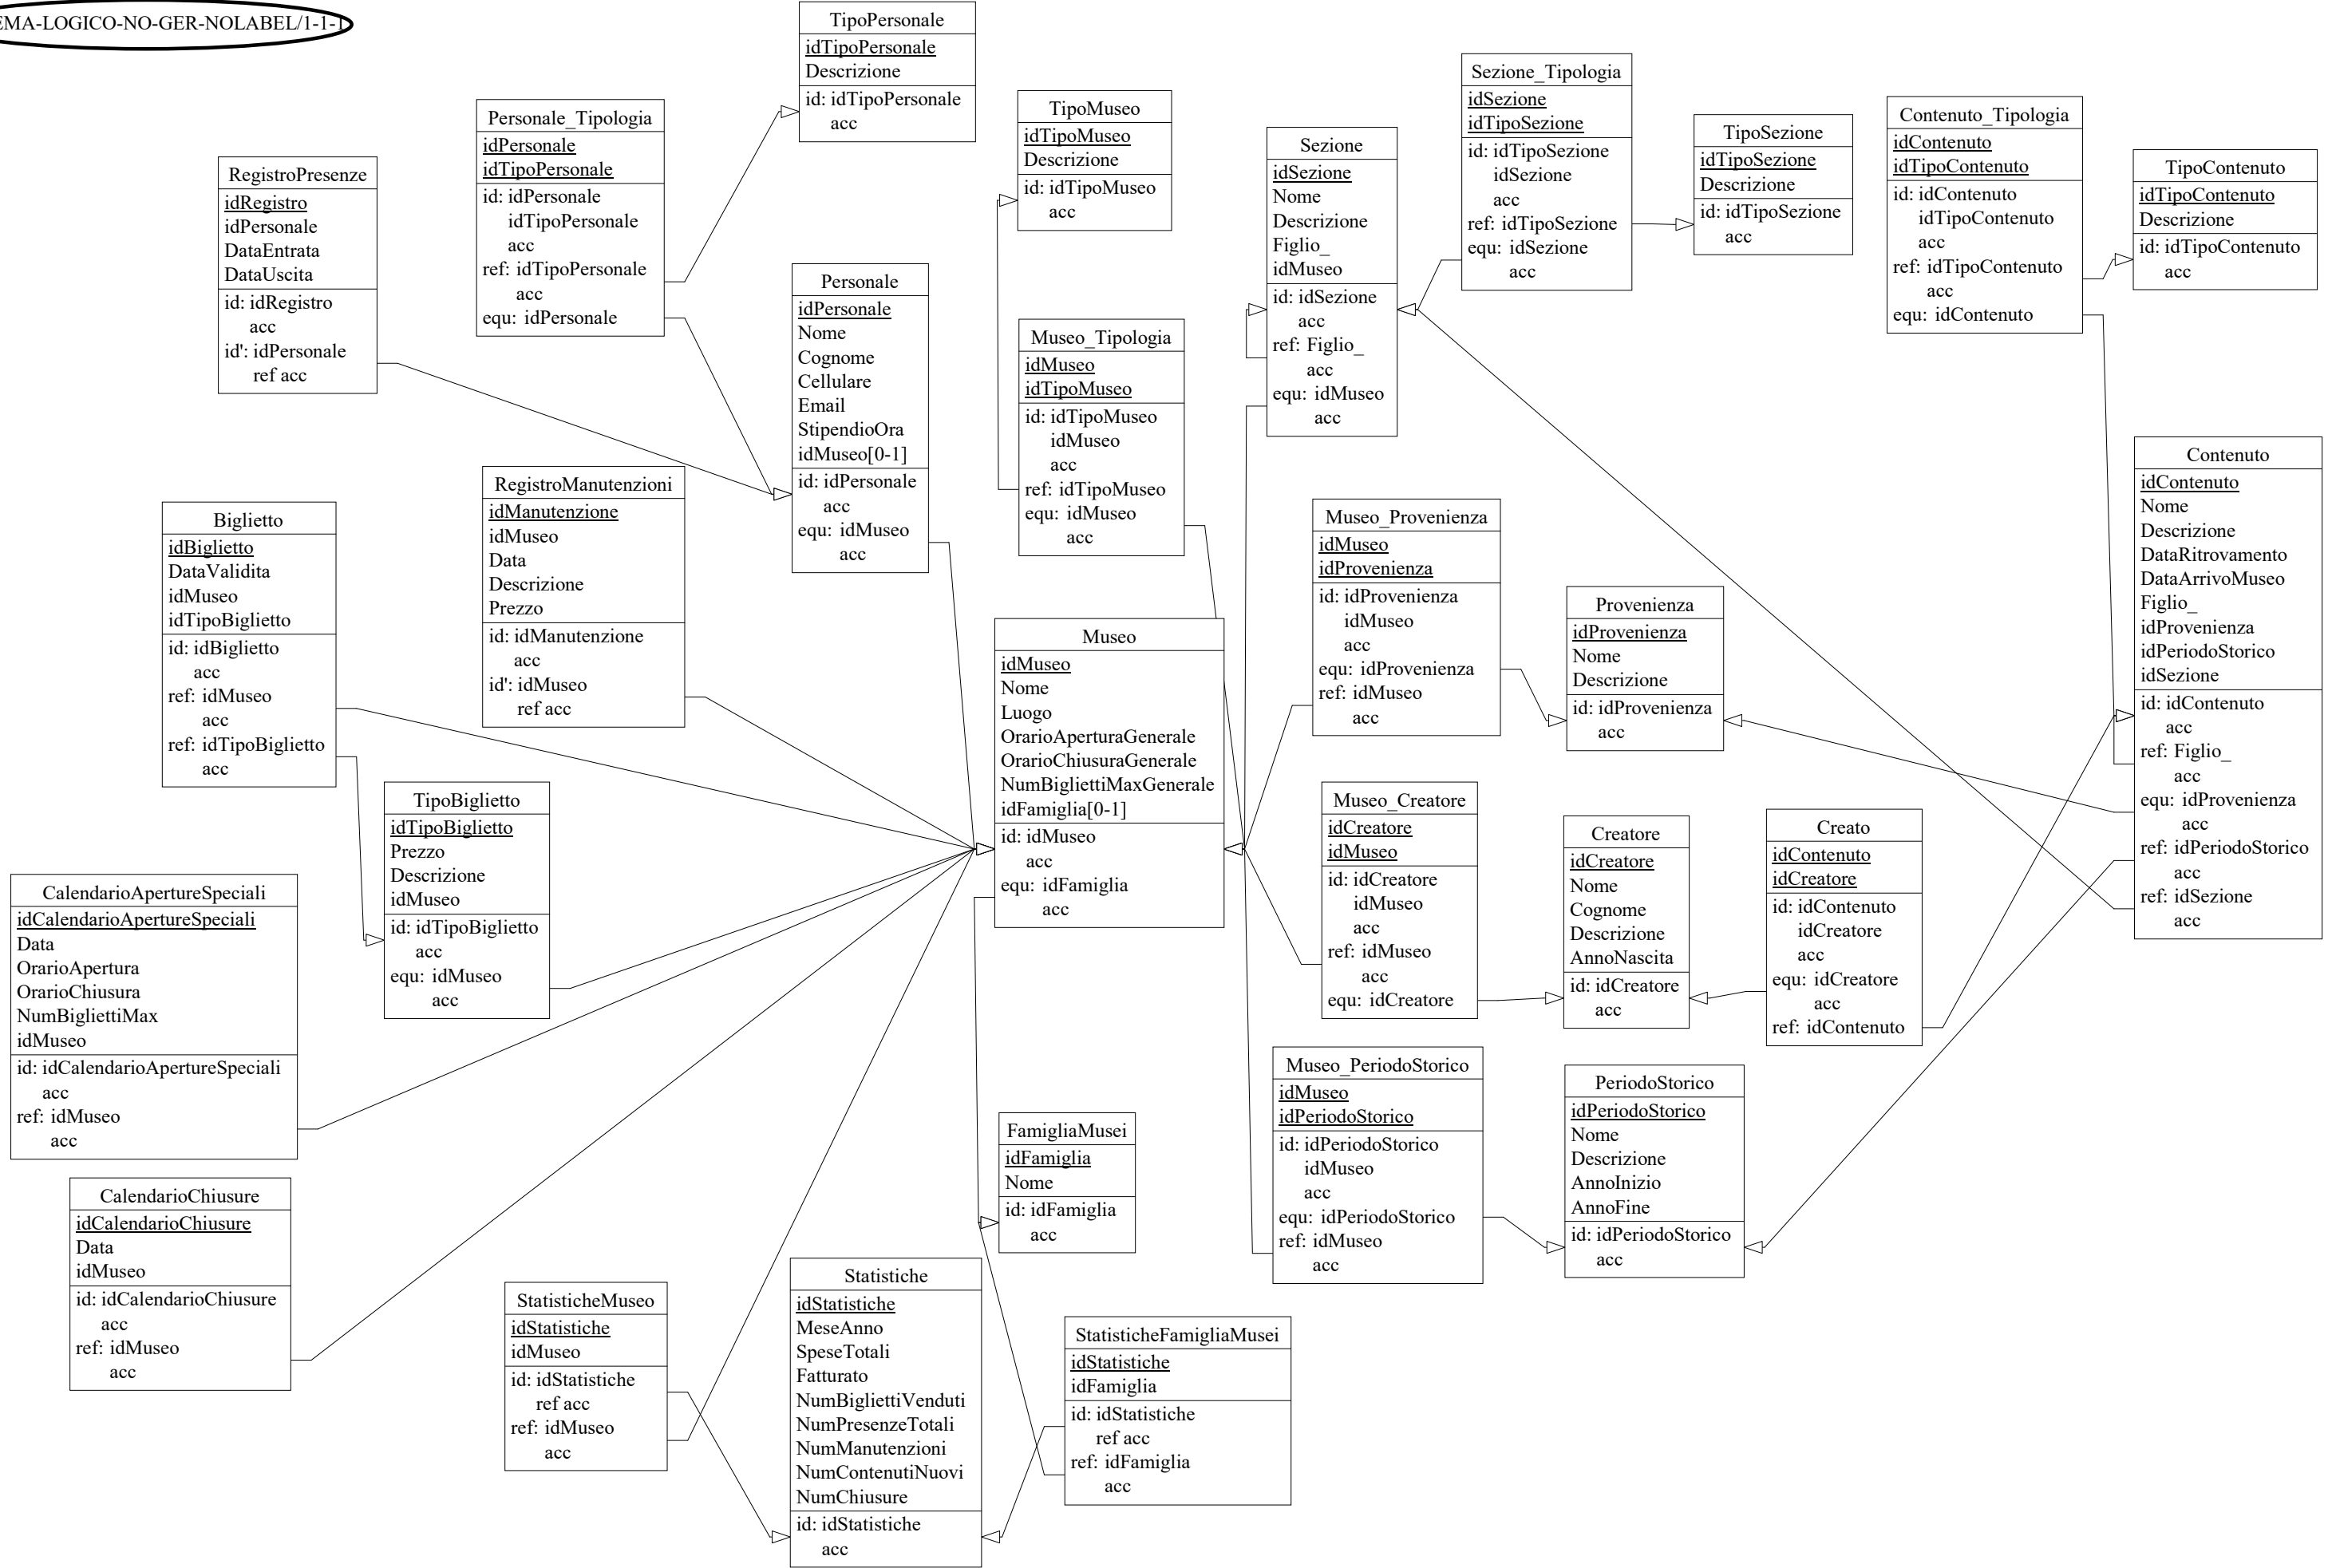 EMA-LOGICO-NO-GER-NOLABEL/1-1-1
TipoPersonale
idTipoPersonale
Descrizione
id: idTipoPersonale
acc
Personale_Tipologia
idPersonale
idTipoPersonale
id: idPersonale
idTipoPersonale
acc
ref: idTipoPersonale
acc
equ: idPersonale
RegistroPresenze
idRegistro
idPersonale
DataEntrata
DataUscita
id: idRegistro
acc
id': idPersonale
ref acc
Personale
idPersonale
Nome
Cognome
Cellulare
Email
StipendioOra
idMuseo[0-1]
id: idPersonale
acc
equ: idMuseo
acc
TipoMuseo
idTipoMuseo
Descrizione
id: idTipoMuseo
acc
Museo_Tipologia
idMuseo
idTipoMuseo
id: idTipoMuseo
idMuseo
acc
ref: idTipoMuseo
equ: idMuseo
acc
Sezione
idSezione
Nome
Descrizione
Figlio_
idMuseo
id: idSezione
acc
ref: Figlio_
acc
equ: idMuseo
acc
Sezione_Tipologia
idSezione
idTipoSezione
id: idTipoSezione
idSezione
acc
ref: idTipoSezione
equ: idSezione
acc
TipoSezione
idTipoSezione
Descrizione
id: idTipoSezione
acc
Contenuto_Tipologia
idContenuto
idTipoContenuto
id: idContenuto
idTipoContenuto
acc
ref: idTipoContenuto
acc
equ: idContenuto
TipoContenuto
idTipoContenuto
Descrizione
id: idTipoContenuto
acc
Contenuto
idContenuto
Nome
Descrizione
DataRitrovamento
DataArrivoMuseo
Figlio_
idProvenienza
idPeriodoStorico
idSezione
id: idContenuto
acc
ref: Figlio_
acc
equ: idProvenienza
acc
ref: idPeriodoStorico
acc
ref: idSezione
acc
RegistroManutenzioni
idManutenzione
idMuseo
Data
Descrizione
Prezzo
id: idManutenzione
acc
id': idMuseo
ref acc
Biglietto
idBiglietto
DataValidita
idMuseo
idTipoBiglietto
id: idBiglietto
acc
ref: idMuseo
acc
ref: idTipoBiglietto
acc
TipoBiglietto
idTipoBiglietto
Prezzo
Descrizione
idMuseo
id: idTipoBiglietto
acc
equ: idMuseo
acc
Museo
idMuseo
Nome
Luogo
OrarioAperturaGenerale
OrarioChiusuraGenerale
NumBigliettiMaxGenerale
idFamiglia[0-1]
id: idMuseo
acc
equ: idFamiglia
acc
Museo_Provenienza
idMuseo
idProvenienza
id: idProvenienza
idMuseo
acc
equ: idProvenienza
ref: idMuseo
acc
Provenienza
idProvenienza
Nome
Descrizione
id: idProvenienza
acc
Museo_Creatore
idCreatore
idMuseo
id: idCreatore
idMuseo
acc
ref: idMuseo
acc
equ: idCreatore
Creatore
idCreatore
Nome
Cognome
Descrizione
AnnoNascita
id: idCreatore
acc
Creato
idContenuto
idCreatore
id: idContenuto
idCreatore
acc
equ: idCreatore
acc
ref: idContenuto
CalendarioApertureSpeciali
idCalendarioApertureSpeciali
Data
OrarioApertura
OrarioChiusura
NumBigliettiMax
idMuseo
id: idCalendarioApertureSpeciali
acc
ref: idMuseo
acc
CalendarioChiusure
idCalendarioChiusure
Data
idMuseo
id: idCalendarioChiusure
acc
ref: idMuseo
acc
FamigliaMusei
idFamiglia
Nome
id: idFamiglia
acc
Museo_PeriodoStorico
idMuseo
idPeriodoStorico
id: idPeriodoStorico
idMuseo
acc
equ: idPeriodoStorico
ref: idMuseo
acc
PeriodoStorico
idPeriodoStorico
Nome
Descrizione
AnnoInizio
AnnoFine
id: idPeriodoStorico
acc
StatisticheMuseo
idStatistiche
idMuseo
id: idStatistiche
ref acc
ref: idMuseo
acc
Statistiche
idStatistiche
MeseAnno
SpeseTotali
Fatturato
NumBigliettiVenduti
NumPresenzeTotali
NumManutenzioni
NumContenutiNuovi
NumChiusure
id: idStatistiche
acc
StatisticheFamigliaMusei
idStatistiche
idFamiglia
id: idStatistiche
ref acc
ref: idFamiglia
acc